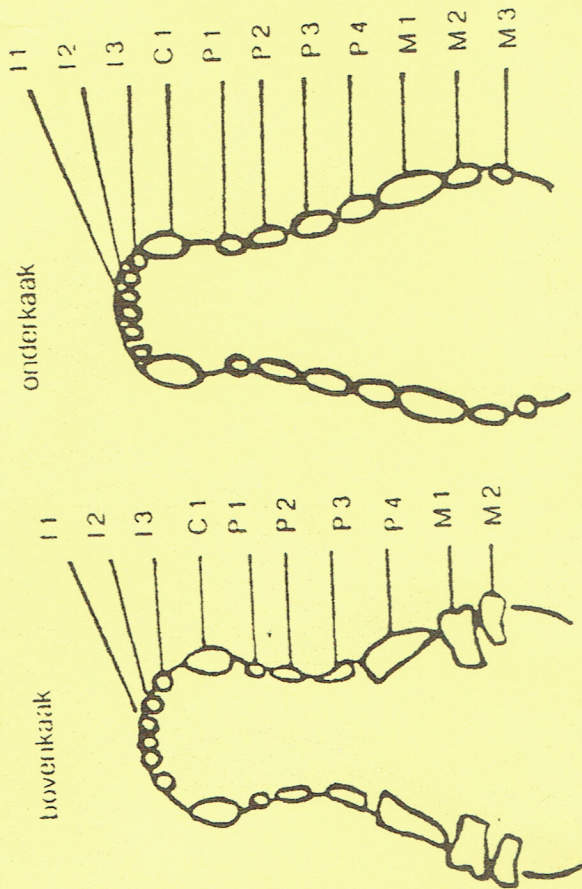 bovenkaak
I1
I2
I3
C1
P1
P2
P3
P4
M1
M2
onderkaak
I1
I2
I3
C1
P1
P2
P3
P4
M1
M2
M3